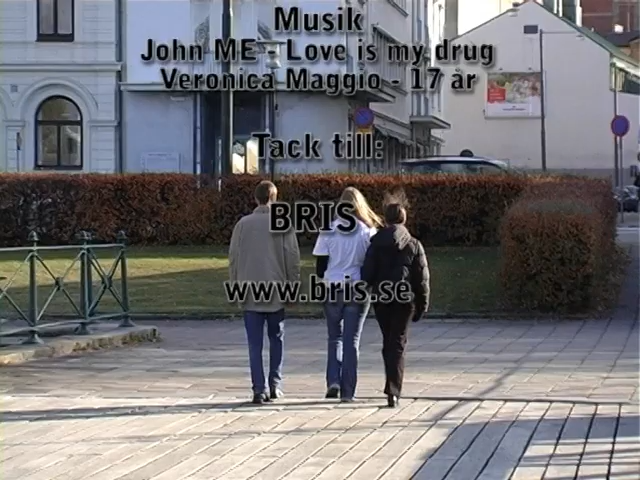 Musik
John ME - Love is my drug
Veronica Maggio - 17 år
Tack till:
BRIS
www.bris.se